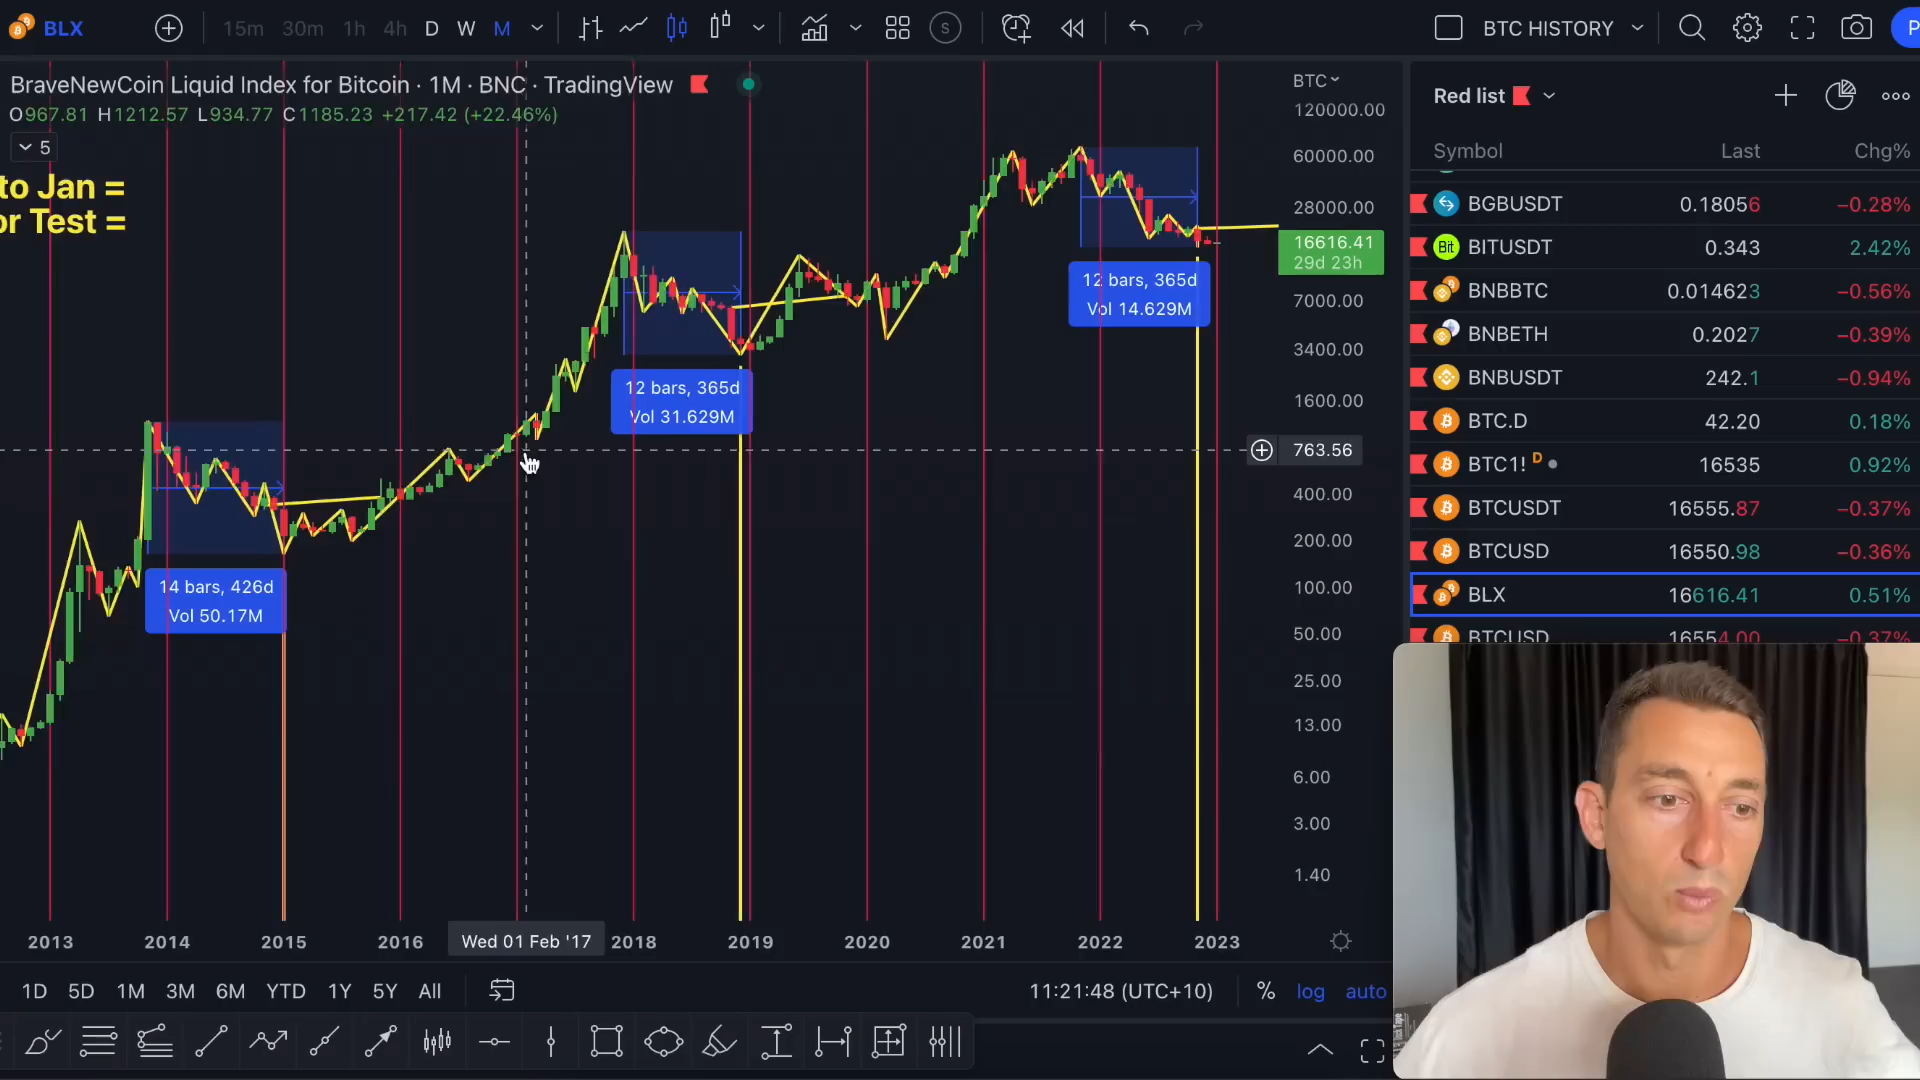 BLX
15m 30m 1h 4h D W M
BTC HISTORY
P
BraveNewCoin Liquid Index for Bitcoin · 1M · BNC · TradingView
O967.81 H1212.57 L934.77 C1185.23 +217.42 (+22.46%)
5
to Jan =
or Test =
14 bars, 426d
Vol 50.17M
12 bars, 365d
Vol 31.629M
12 bars, 365d
Vol 14.629M
BTC
120000.00
60000.00
28000.00
16616.41
29d 23h
7000.00
3400.00
1600.00
763.56
400.00
200.00
100.00
50.00
25.00
13.00
6.00
3.00
1.40
2013 2014 2015 2016 Wed 01 Feb '17 2018 2019 2020 2021 2022 2023
1D 5D 1M 3M 6M YTD 1Y 5Y All
11:21:48 (UTC+10) % log auto
Red list
Symbol Last Chg%
BGBUSDT 0.18056 −0.28%
Bit BITUSDT 0.343 2.42%
BNBBTC 0.014623 −0.56%
BNBETH 0.2027 −0.39%
BNBUSDT 242.1 −0.94%
BTC.D 42.20 0.18%
BTC1! D 16535 0.92%
BTCUSDT 16555.87 −0.37%
BTCUSD 16550.98 −0.36%
BLX 16616.41 0.51%
BTCUSD 16554.00 −0.37%